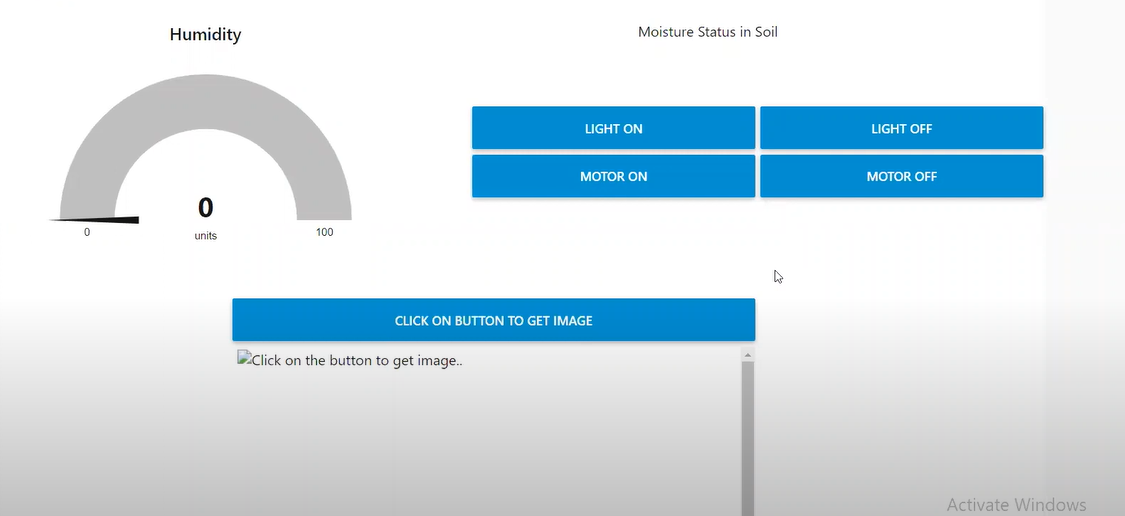 Humidity
Moisture Status in Soil
LIGHT ON
LIGHT OFF
MOTOR ON
MOTOR OFF
0
0
units
100
CLICK ON BUTTON TO GET IMAGE
Click on the button to get image..
Activate Windows